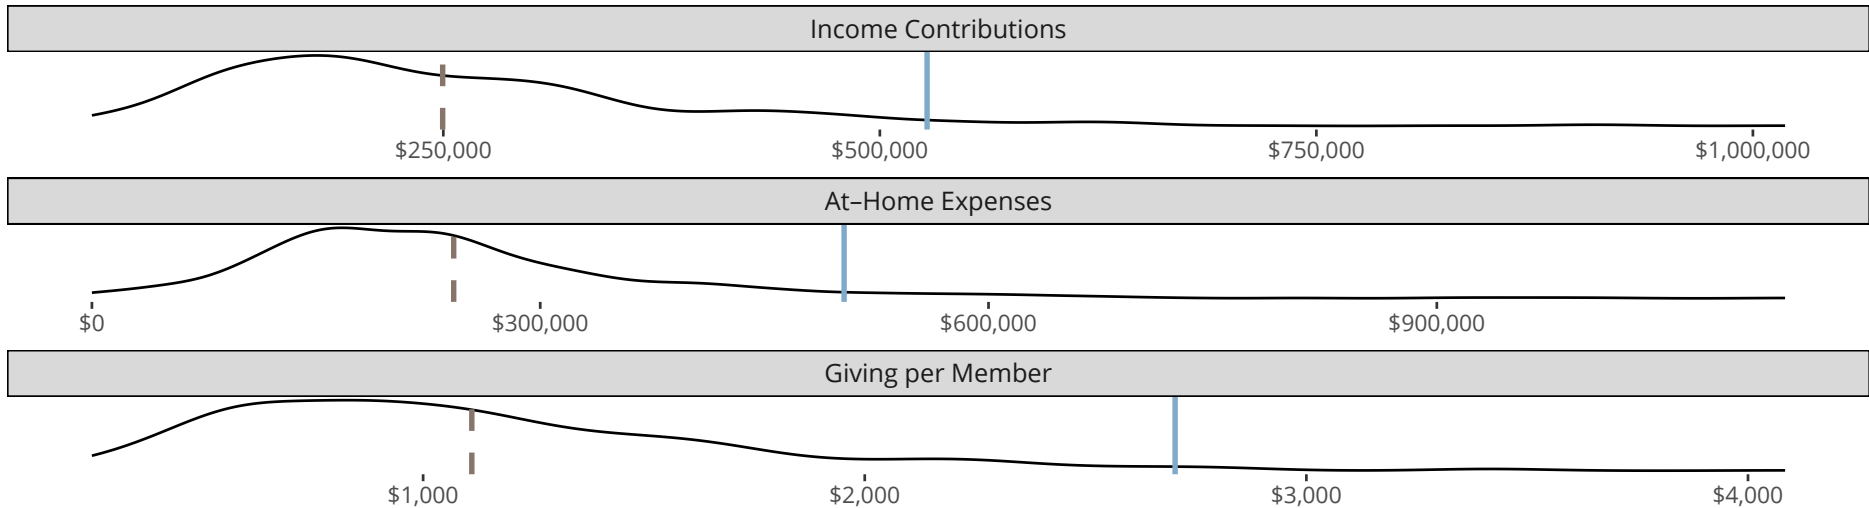 Income Contributions
$250,000 $500,000 $750,000 $1,000,000
At–Home Expenses
$0 $300,000 $600,000 $900,000
Giving per Member
$1,000 $2,000 $3,000 $4,000